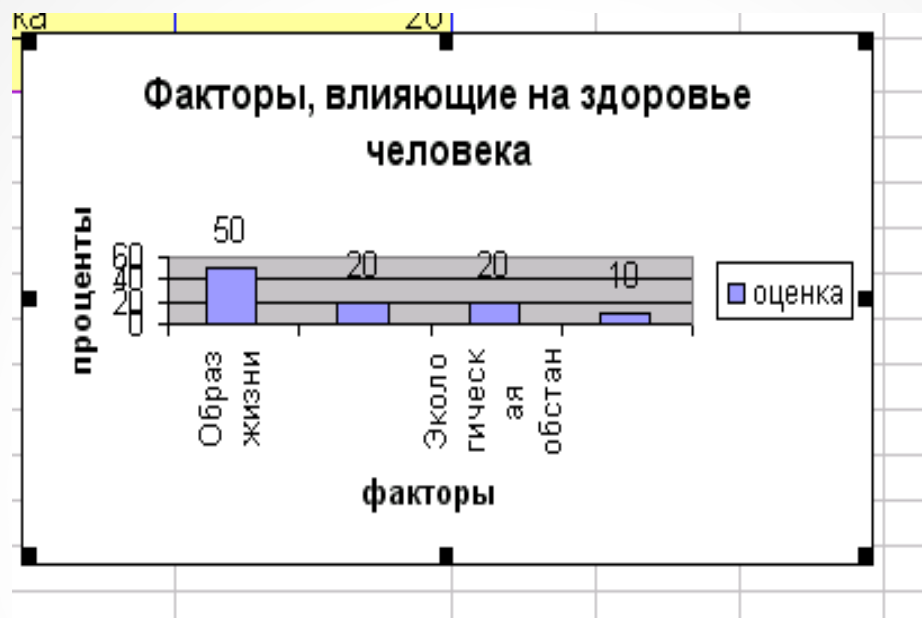 ка 20
Факторы, влияющие на здоровье
человека
проценты
60
40
20
0
50
20
20
10
оценка
Образ
жизни
Эколо
гическ
ая
обстан
факторы